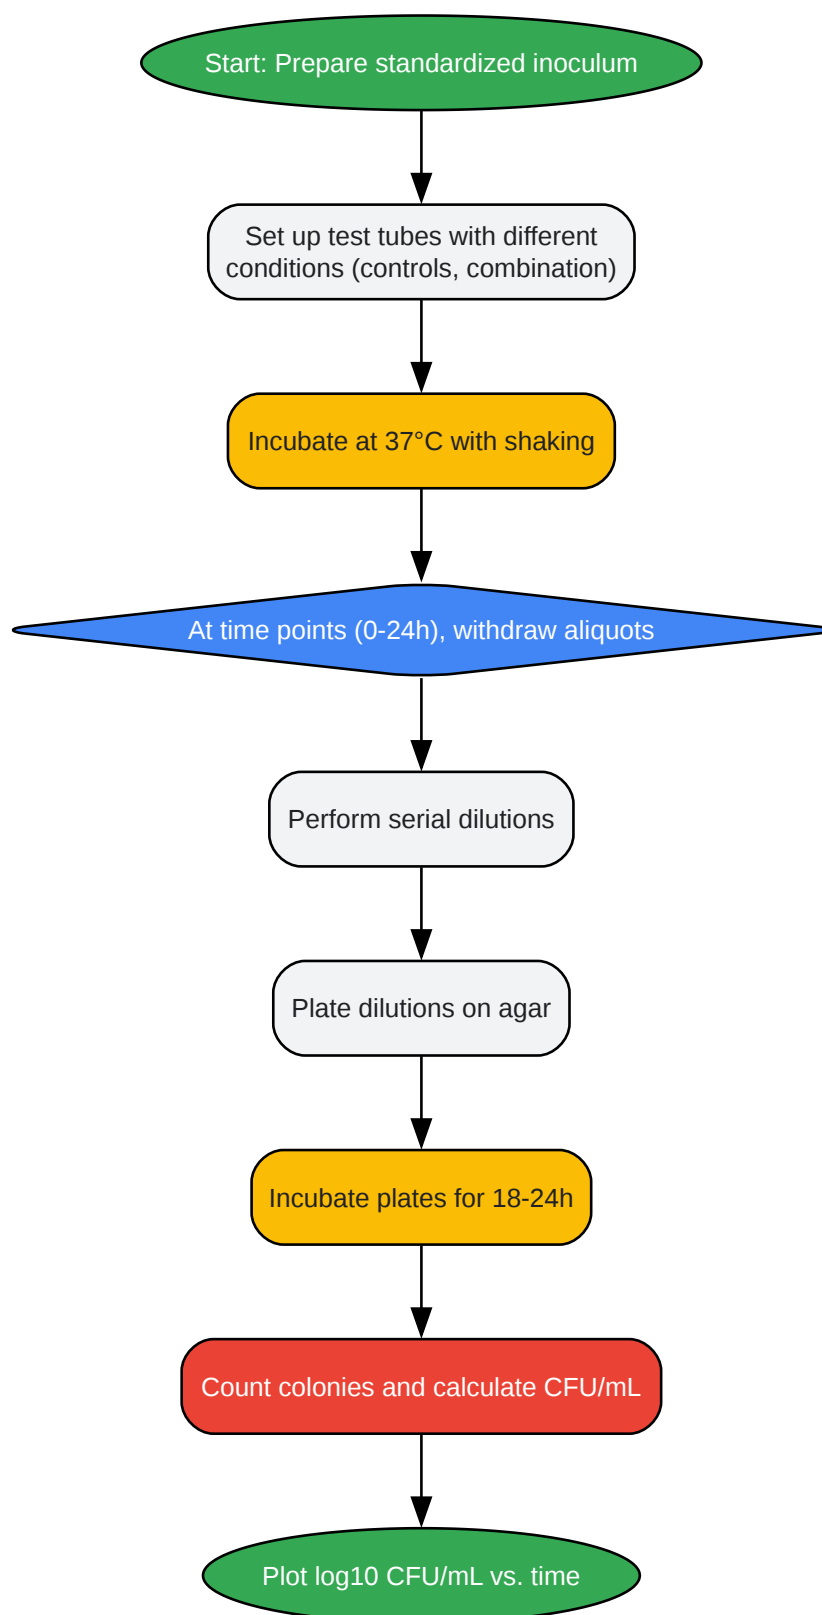 Start: Prepare standardized inoculum
Set up test tubes with different
conditions (controls, combination)
Incubate at 37°C with shaking
At time points (0-24h), withdraw aliquots
Perform serial dilutions
Plate dilutions on agar
Incubate plates for 18-24h
Count colonies and calculate CFU/mL
Plot log10 CFU/mL vs. time